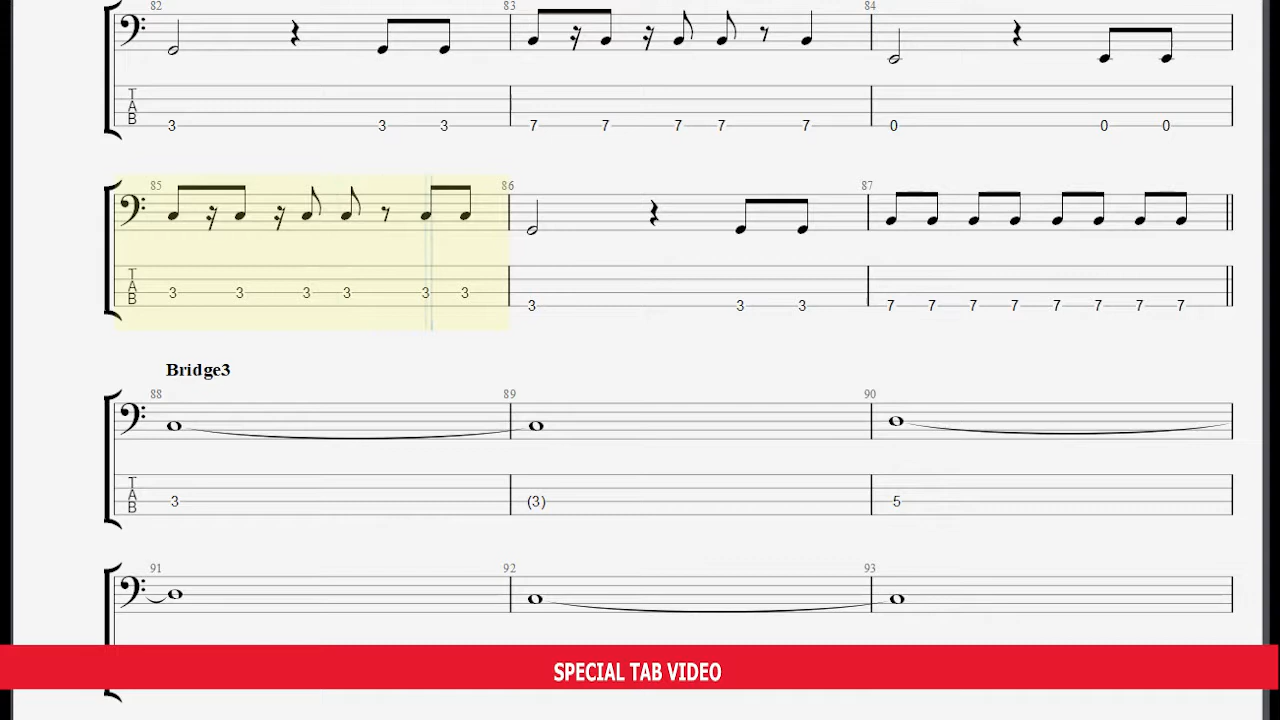 82 83 84
T
A
B
3 3 3 7 7 7 7 7 0 0 0
85 86 87
T
A
B
3 3 3 3 3 3 3 3 3 7 7 7 7 7 7 7 7
Bridge3
88 89 90
T
A
B
3 (3) 5
91 92 93
SPECIAL TAB VIDEO